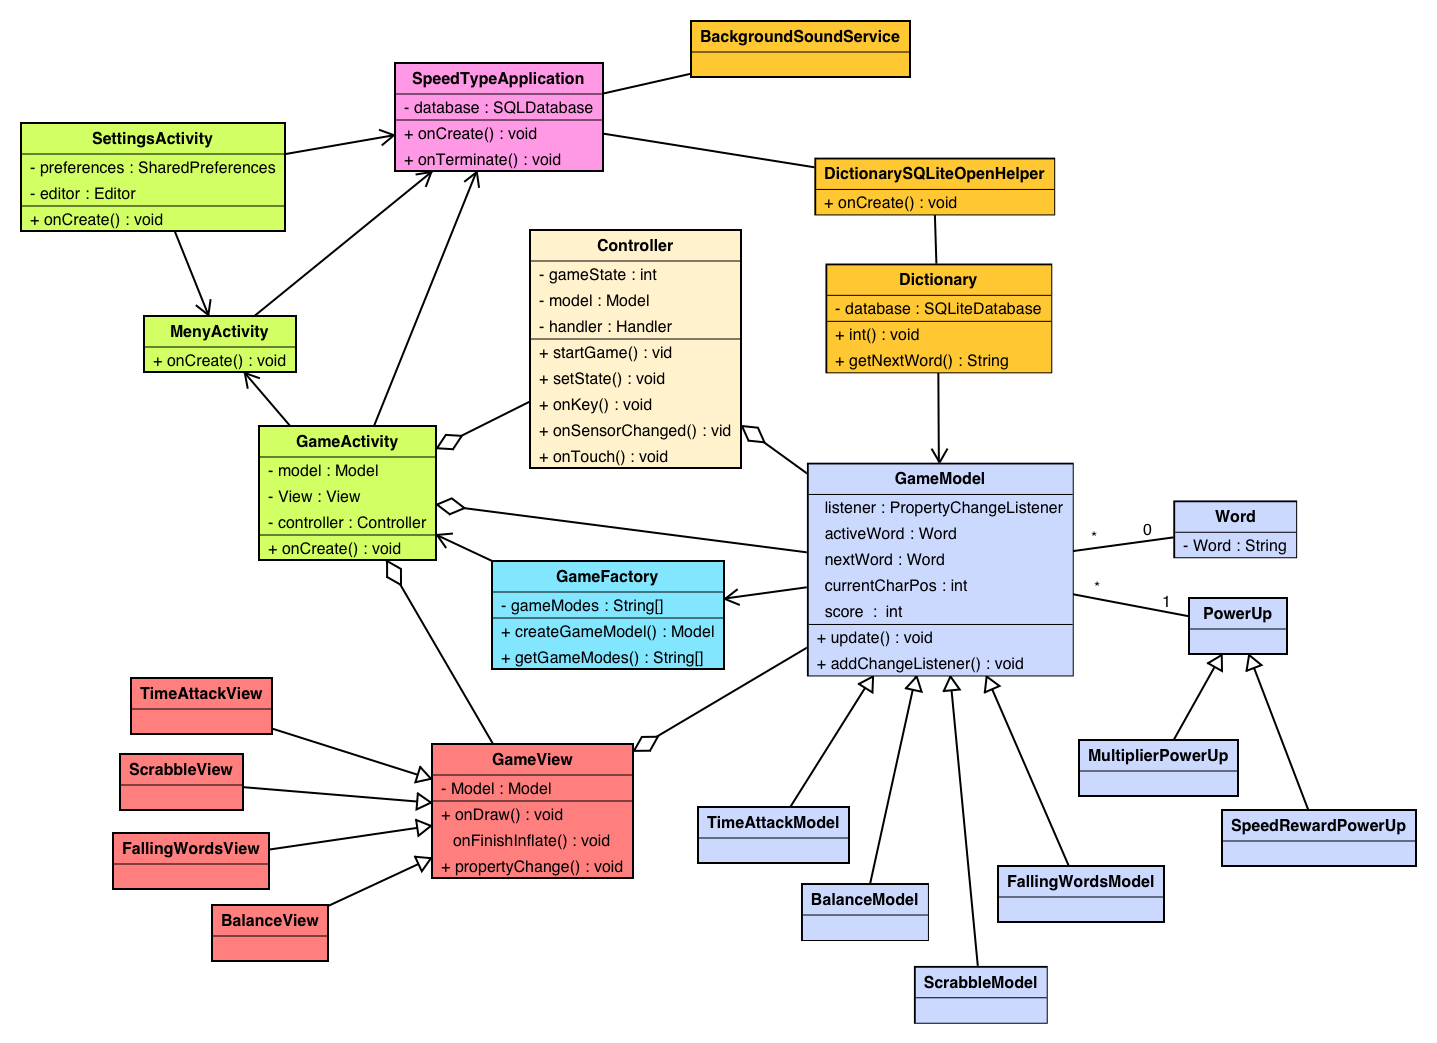 BackgroundSoundService
SpeedTypeApplication
- database : SQLDatabase
+ onCreate() : void
+ onTerminate() : void
SettingsActivity
- preferences : SharedPreferences
- editor : Editor
+ onCreate() : void
DictionarySQLiteOpenHelper
+ onCreate() : void
Controller
- gameState : int
- model : Model
- handler : Handler
+ startGame() : vid
+ setState() : void
+ onKey() : void
+ onSensorChanged() : vid
+ onTouch() : void
Dictionary
- database : SQLiteDatabase
+ int() : void
+ getNextWord() : String
MenyActivity
+ onCreate() : void
GameActivity
- model : Model
- View : View
- controller : Controller
+ onCreate() : void
GameModel
listener : PropertyChangeListener
activeWord : Word
nextWord : Word
currentCharPos : int
score : int
+ update() : void
+ addChangeListener() : void
* 0
Word
- Word : String
* 1
PowerUp
GameFactory
- gameModes : String[]
+ createGameModel() : Model
+ getGameModes() : String[]
TimeAttackView
ScrabbleView
FallingWordsView
BalanceView
GameView
- Model : Model
+ onDraw() : void
onFinishInflate() : void
+ propertyChange() : void
MultiplierPowerUp
SpeedRewardPowerUp
TimeAttackModel
BalanceModel
FallingWordsModel
ScrabbleModel